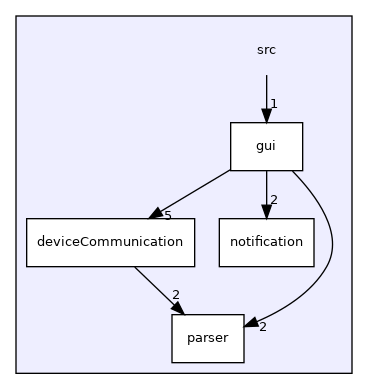 src
1
gui
5
2
deviceCommunication
notification
2
2
parser